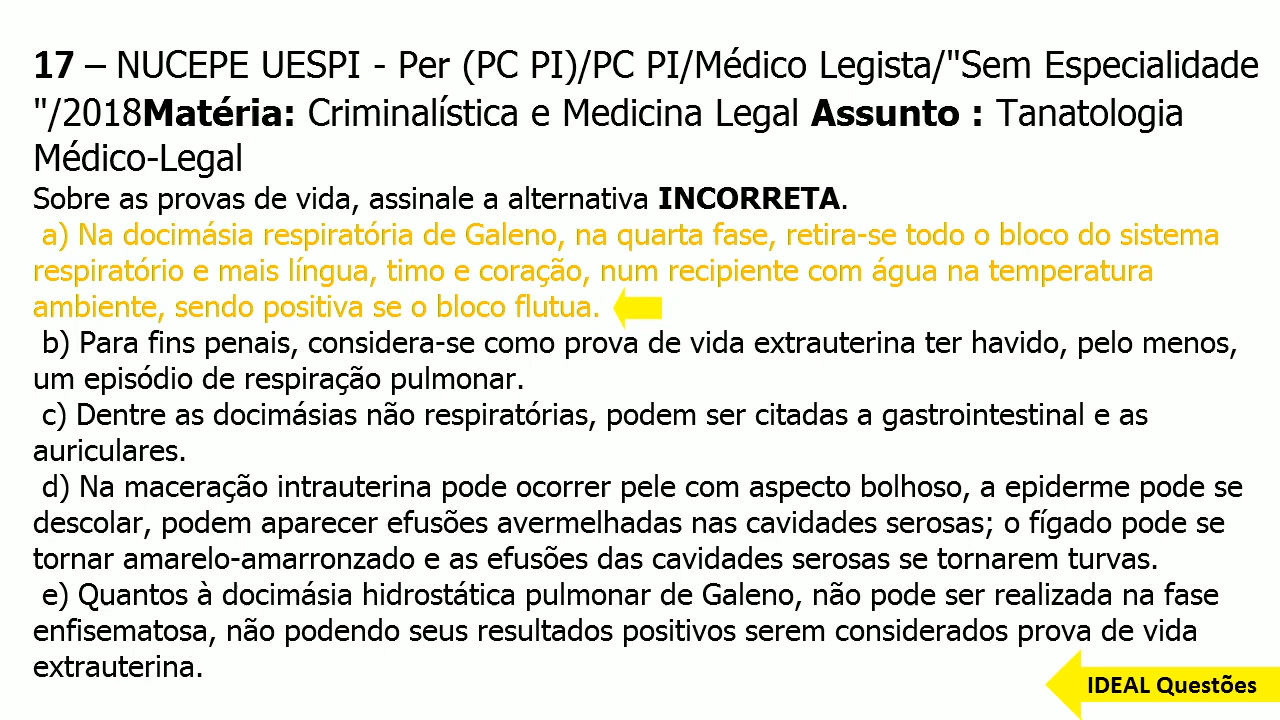 17 – NUCEPE UESPI - Per (PC PI)/PC PI/Médico Legista/"Sem Especialidade
"/2018Matéria: Criminalística e Medicina Legal Assunto : Tanatologia
Médico-Legal
Sobre as provas de vida, assinale a alternativa INCORRETA.
a) Na docimásia respiratória de Galeno, na quarta fase, retira-se todo o bloco do sistema
respiratório e mais língua, timo e coração, num recipiente com água na temperatura
ambiente, sendo positiva se o bloco flutua.
b) Para fins penais, considera-se como prova de vida extrauterina ter havido, pelo menos,
um episódio de respiração pulmonar.
c) Dentre as docimásias não respiratórias, podem ser citadas a gastrointestinal e as
auriculares.
d) Na maceração intrauterina pode ocorrer pele com aspecto bolhoso, a epiderme pode se
descolar, podem aparecer efusões avermelhadas nas cavidades serosas; o fígado pode se
tornar amarelo-amarronzado e as efusões das cavidades serosas se tornarem turvas.
e) Quantos à docimásia hidrostática pulmonar de Galeno, não pode ser realizada na fase
enfisematosa, não podendo seus resultados positivos serem considerados prova de vida
extrauterina.
IDEAL Questões